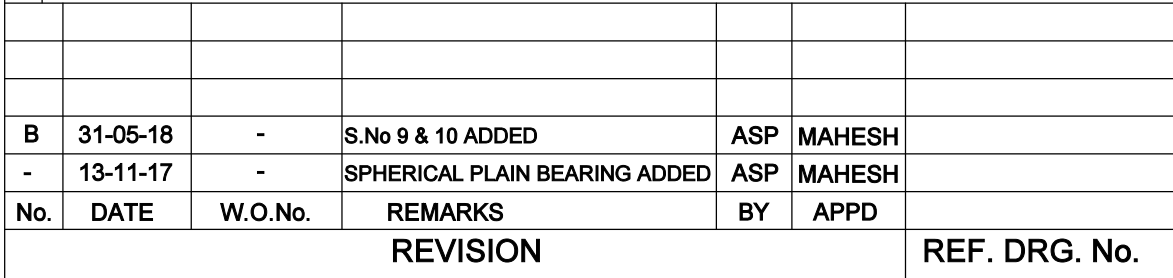 B 31-05-18 - S.No 9 & 10 ADDED ASP MAHESH
- 13-11-17 - SPHERICAL PLAIN BEARING ADDED ASP MAHESH
No. DATE W.O.No. REMARKS BY APPD
REVISION REF. DRG. No.